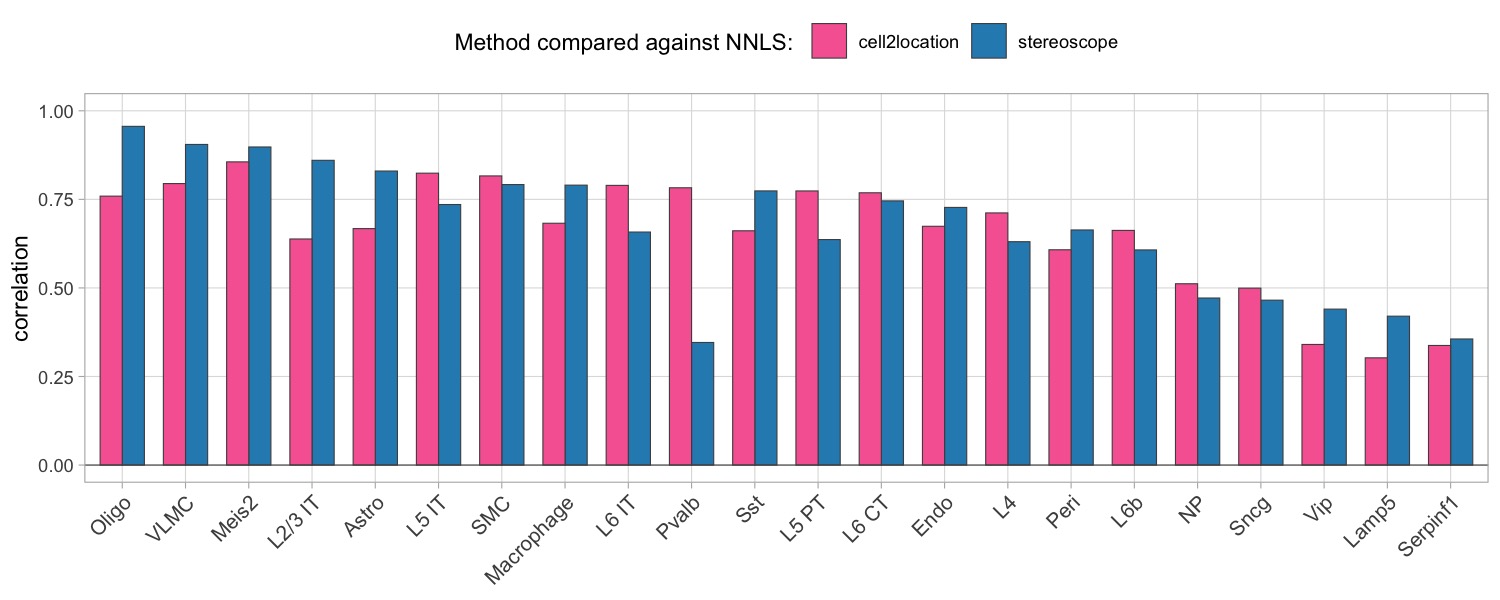 Method compared against NNLS: cell2location stereoscope
correlation
1.00
0.75
0.50
0.25
0.00
Oligo
VLMC
Meis2
L2/3 IT
Astro
L5 IT
SMC
Macrophage
L6 IT
Pvalb
Sst
L5 PT
L6 CT
Endo
L4
Peri
L6b
NP
Sncg
Vip
Lamp5
Serpinf1